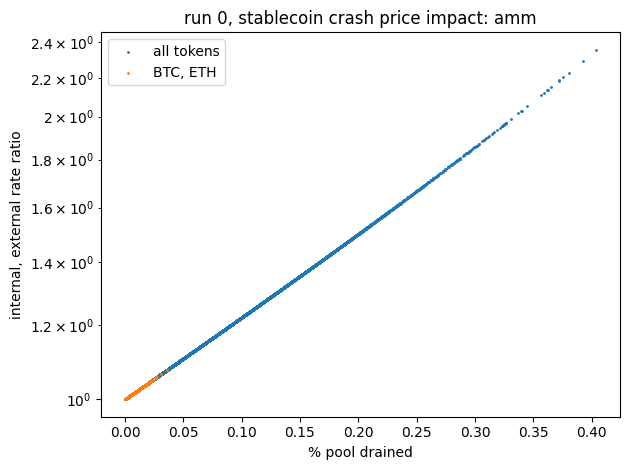 run 0, stablecoin crash price impact: amm
all tokens
BTC, ETH
internal, external rate ratio
2.4 × 10⁰
2.2 × 10⁰
2 × 10⁰
1.8 × 10⁰
1.6 × 10⁰
1.4 × 10⁰
1.2 × 10⁰
10⁰
0.00 0.05 0.10 0.15 0.20 0.25 0.30 0.35 0.40
% pool drained